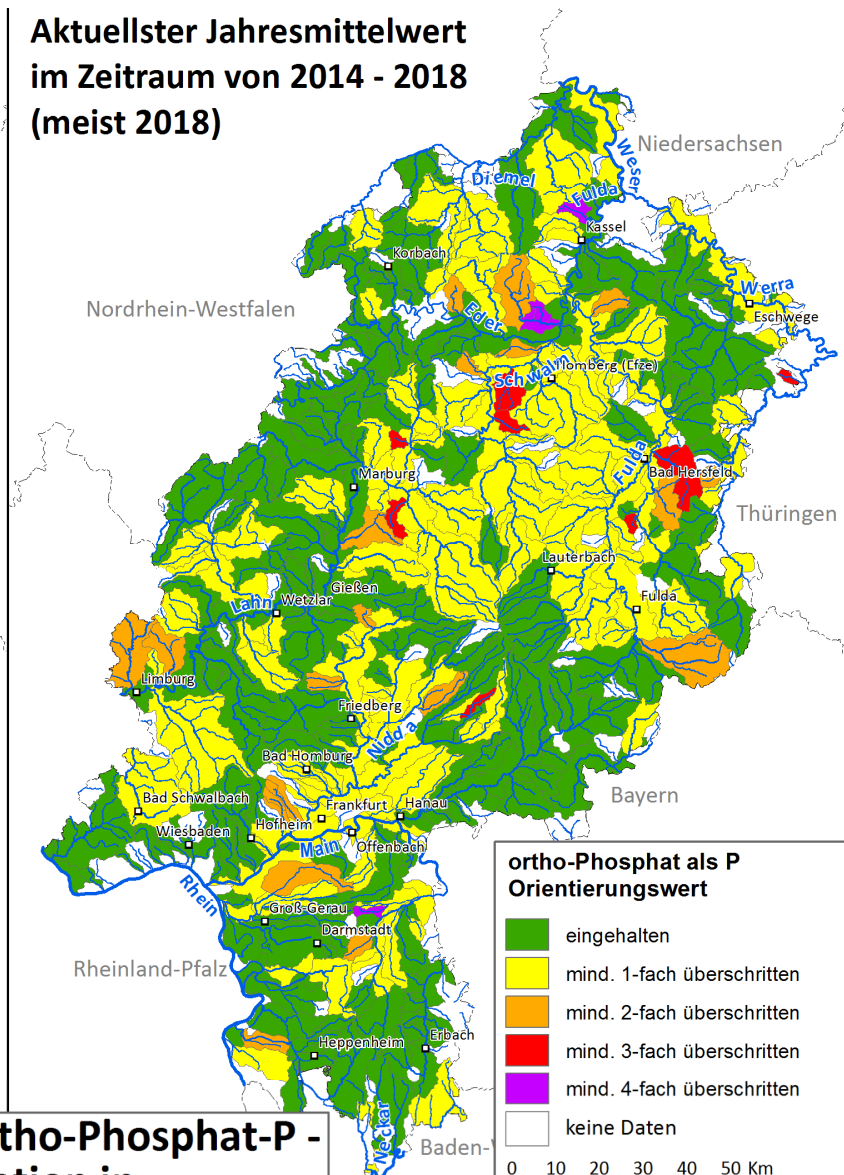 Aktuellster Jahresmittelwert
im Zeitraum von 2014 - 2018
(meist 2018)
Niedersachsen
Weser
Diemel
Fulda
Kassel
Korbach
Werra
Nordrhein-Westfalen
Eder
Eschwege
Schwalm
Homberg (Efze)
Fulda
Bad Hersfeld
Marburg
Thüringen
Lauterbach
Gießen
Lahn
Wetzlar
Fulda
Limburg
Friedberg
Nidda
Bad Homburg
Bayern
Bad Schwalbach
Frankfurt
Hanau
Wiesbaden
Hofheim
Main
Offenbach
Rhein
Groß-Gerau
Darmstadt
Rheinland-Pfalz
Heppenheim
Erbach
Neckar
Baden-
ortho-Phosphat als P
Orientierungswert
eingehalten
mind. 1-fach überschritten
mind. 2-fach überschritten
mind. 3-fach überschritten
mind. 4-fach überschritten
keine Daten
0 10 20 30 40 50 Km
tho-Phosphat-P -